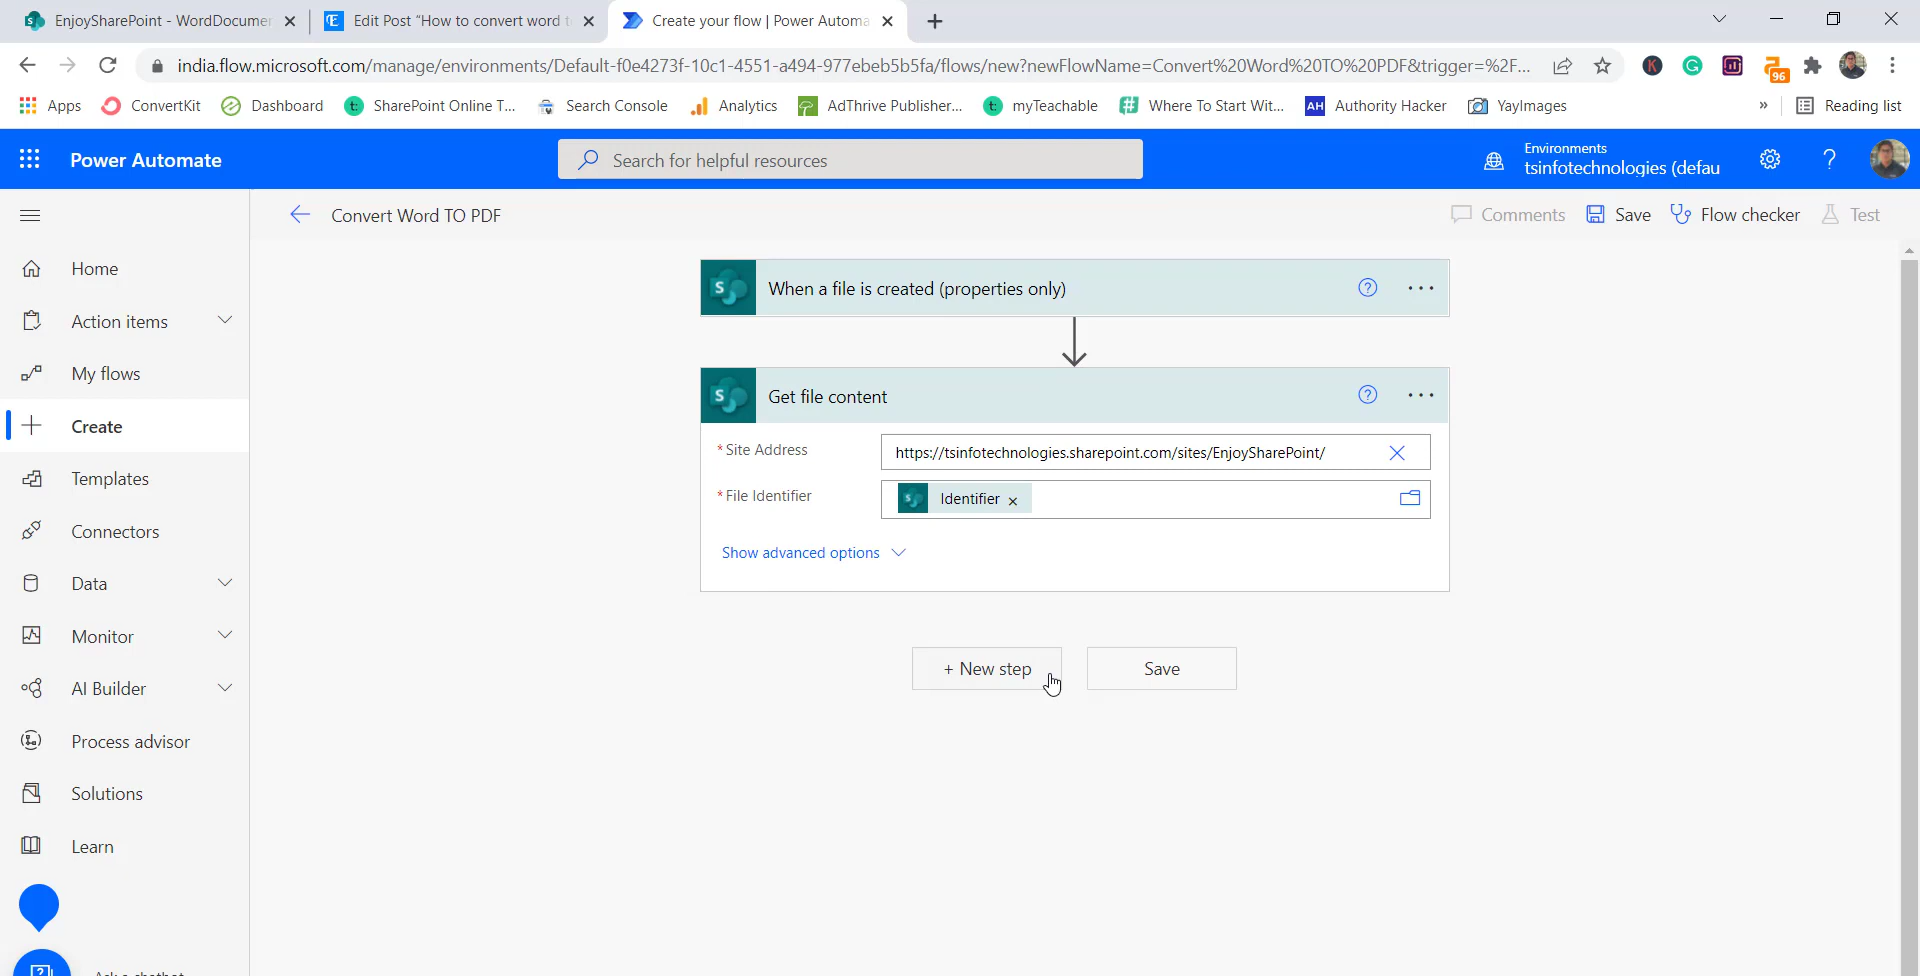 EnjoySharePoint - WordDocumen
Edit Post "How to convert word t
Create your flow | Power Automa
india.flow.microsoft.com/manage/environments/Default-f0e4273f-10c1-4551-a494-977ebeb5b5fa/flows/new?newFlowName=Convert%20Word%20TO%20PDF&trigger=%2F...
96
Apps
ConvertKit
Dashboard
SharePoint Online T...
Search Console
Analytics
AdThrive Publisher...
myTeachable
Where To Start Wit...
AH
Authority Hacker
YayImages
»
Reading list
Power Automate
Search for helpful resources
Environments
tsinfotechnologies (defau
Convert Word TO PDF
Comments
Save
Flow checker
Test
Home
Action items
My flows
Create
Templates
Connectors
Data
Monitor
AI Builder
Process advisor
Solutions
Learn
When a file is created (properties only)
Get file content
* Site Address
https://tsinfotechnologies.sharepoint.com/sites/EnjoySharePoint/
* File Identifier
Identifier
Show advanced options
+ New step
Save